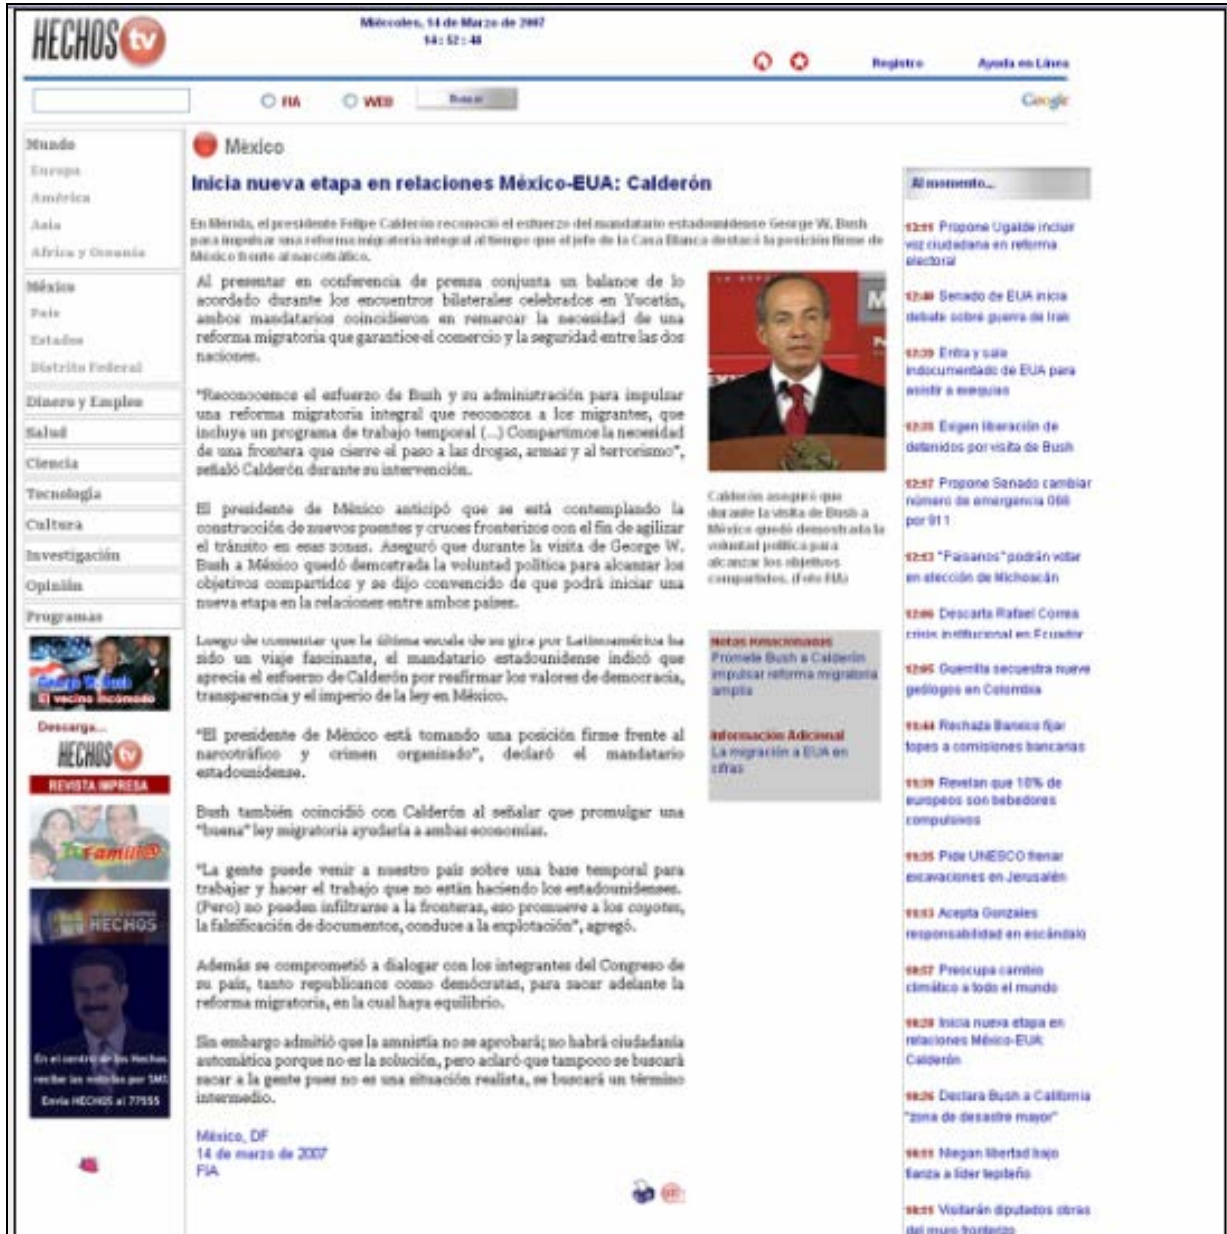 HECHOS tv
Miércoles, 14 de Marzo de 2007
14:52:48
Registro
Ayuda en Línea
FIA
WEB
Buscar
Google
Mundo
Europa
América
Asia
Africa y Oceanía
México
País
Estados
Distrito Federal
Dinero y Empleo
Salud
Ciencia
Tecnología
Cultura
Investigación
Opinión
Programas
George W. Bush
El vecino incómodo
Descarga...
HECHOS tv
REVISTA IMPRESA
Tu Famili@
HECHOS
En el centro de los Hechos
recibe las noticias por SMS
Envía HECHOS al 77555
México
Inicia nueva etapa en relaciones México-EUA: Calderón
En Mérida, el presidente Felipe Calderón reconoció el esfuerzo del mandatario estadounidense George W. Bush
para impulsar una reforma migratoria integral al tiempo que el jefe de la Casa Blanca destacó la posición firme de
México frente al narcotráfico.
Al presentar en conferencia de prensa conjunta un balance de lo
acordado durante los encuentros bilaterales celebrados en Yucatán,
ambos mandatarios coincidieron en remarcar la necesidad de una
reforma migratoria que garantice el comercio y la seguridad entre las dos
naciones.
"Reconocemos el esfuerzo de Bush y su administración para impulsar
una reforma migratoria integral que reconozca a los migrantes, que
incluya un programa de trabajo temporal (...) Compartimos la necesidad
de una frontera que cierre el paso a las drogas, armas y al terrorismo",
señaló Calderón durante su intervención.
El presidente de México anticipó que se está contemplando la
construcción de nuevos puentes y cruces fronterizos con el fin de agilizar
el tránsito en esas zonas. Aseguró que durante la visita de George W.
Bush a México quedó demostrada la voluntad política para alcanzar los
objetivos compartidos y se dijo convencido de que podrá iniciar una
nueva etapa en la relaciones entre ambos países.
Luego de comentar que la última escala de su gira por Latinoamérica ha
sido un viaje fascinante, el mandatario estadounidense indicó que
aprecia el esfuerzo de Calderón por reafirmar los valores de democracia,
transparencia y el imperio de la ley en México.
"El presidente de México está tomando una posición firme frente al
narcotráfico y crimen organizado", declaró el mandatario
estadounidense.
Bush también coincidió con Calderón al señalar que promulgar una
"buena" ley migratoria ayudaría a ambas economías.
"La gente puede venir a nuestro país sobre una base temporal para
trabajar y hacer el trabajo que no están haciendo los estadounidenses.
(Pero) no pueden infiltrarse a la fronteras, eso promueve a los coyotes,
la falsificación de documentos, conduce a la explotación", agregó.
Además se comprometió a dialogar con los integrantes del Congreso de
su país, tanto republicanos como demócratas, para sacar adelante la
reforma migratoria, en la cual haya equilibrio.
Sin embargo admitió que la amnistía no se aprobará; no habrá ciudadanía
automática porque no es la solución, pero aclaró que tampoco se buscará
sacar a la gente pues no es una situación realista, se buscará un término
intermedio.
México, DF
14 de marzo de 2007
FIA
Calderón aseguró que
durante la visita de Bush a
México quedó demostrada la
voluntad política para
alcanzar los objetivos
compartidos. (Foto FIA)
Notas Relacionadas
Promete Bush a Calderón
impulsar reforma migratoria
amplia
Información Adicional
La migración a EUA en
cifras
Al momento...
Propone Ugalde incluir
voz ciudadana en reforma
electoral
12:40 Senado de EUA inicia
debate sobre guerra de Irak
12:39 Entra y sale
indocumentado de EUA para
asistir a exequias
Exigen liberación de
detenidos por visita de Bush
Propone Senado cambiar
número de emergencia 066
por 911
"Paisanos" podrán votar
en elección de Michoacán
12:06 Descarta Rafael Correa
crisis institucional en Ecuador
12:05 Guerrilla secuestra nueve
geólogos en Colombia
11:44 Rechaza Banxico fijar
topes a comisiones bancarias
11:39 Revelan que 10% de
europeos son bebedores
compulsivos
11:35 Pide UNESCO frenar
excavaciones en Jerusalén
Acepta Gonzales
responsabilidad en escándalo
10:57 Preocupa cambio
climático a todo el mundo
Inicia nueva etapa en
relaciones México-EUA:
Calderón
Declara Bush a California
"zona de desastre mayor"
Niegan libertad bajo
fianza a líder tepiteño
Visitarán diputados obras
del muro fronterizo